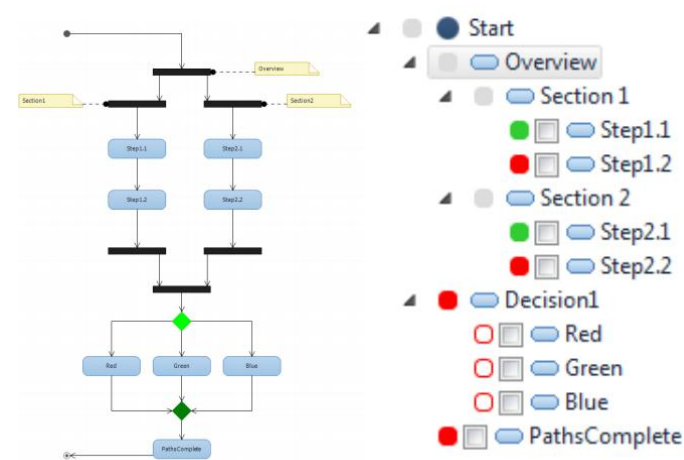 Overview
Section1
Section2
Step1.1
Step2.1
Step1.2
Step2.2
Red
Green
Blue
PathsComplete
Start
Overview
Section 1
Step1.1
Step1.2
Section 2
Step2.1
Step2.2
Decision1
Red
Green
Blue
PathsComplete